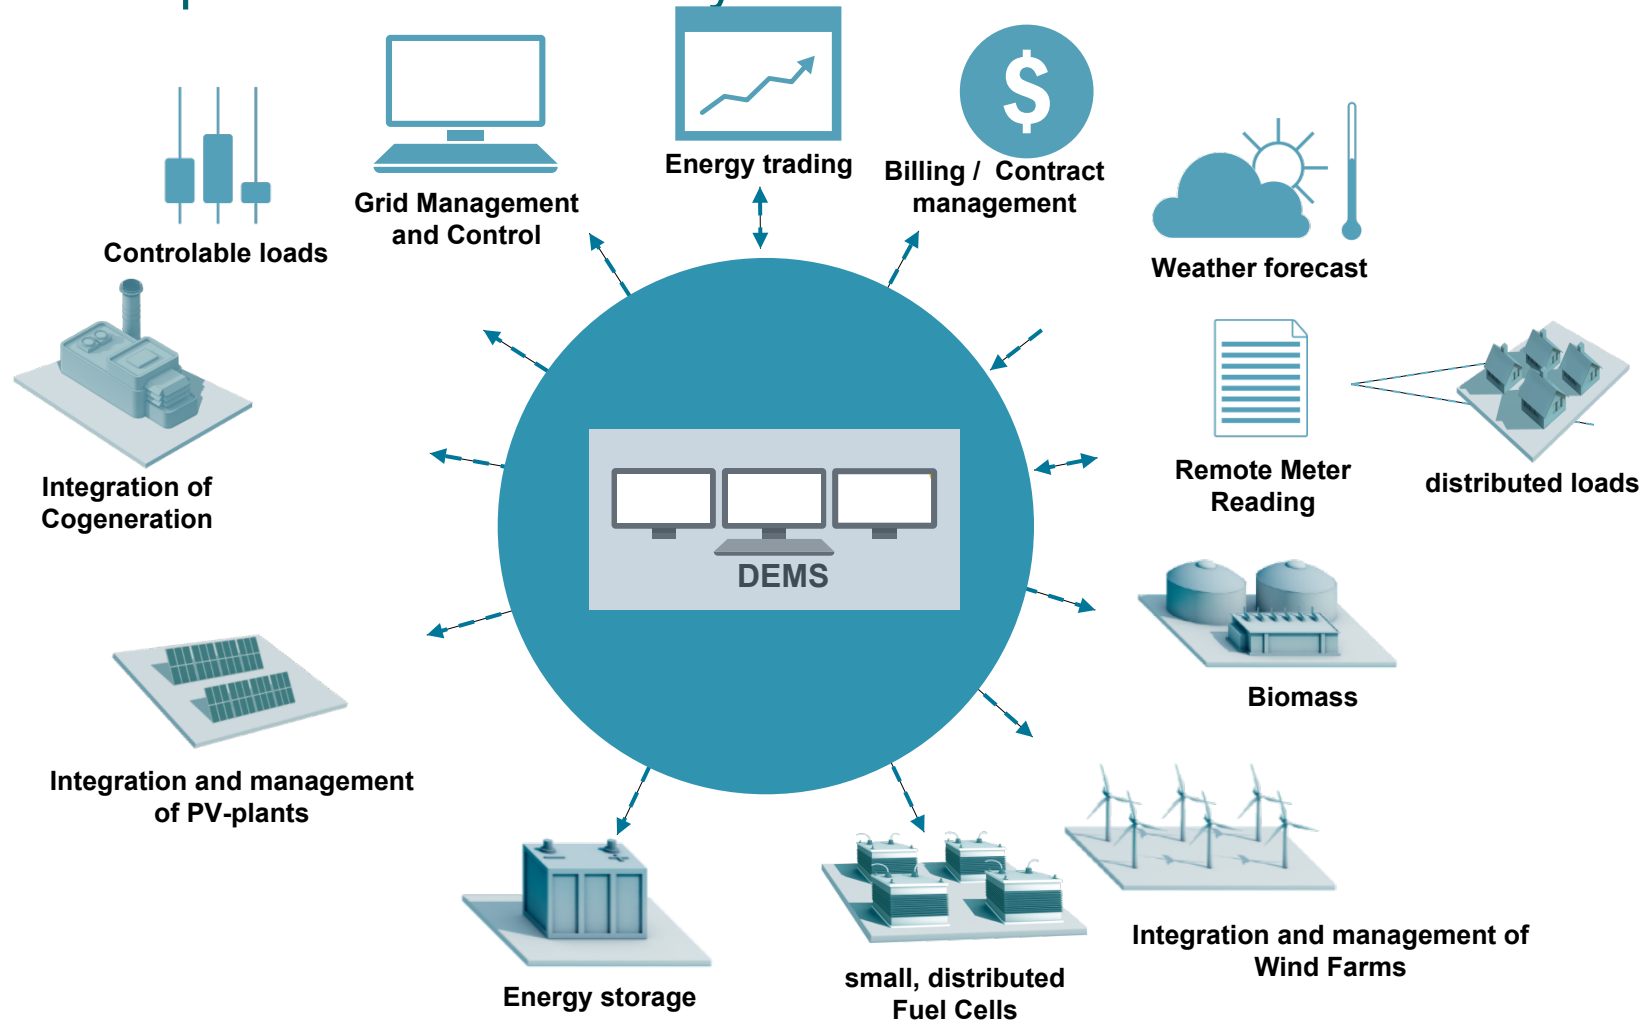 Energy trading
Billing /  Contract
management
Grid Management
and Control
Controlable loads
Weather forecast
Integration of
Cogeneration
Remote Meter
Reading
distributed loads
DEMS
Biomass
Integration and management
of PV-plants
Integration and management of
Wind Farms
Energy storage
small, distributed
Fuel Cells